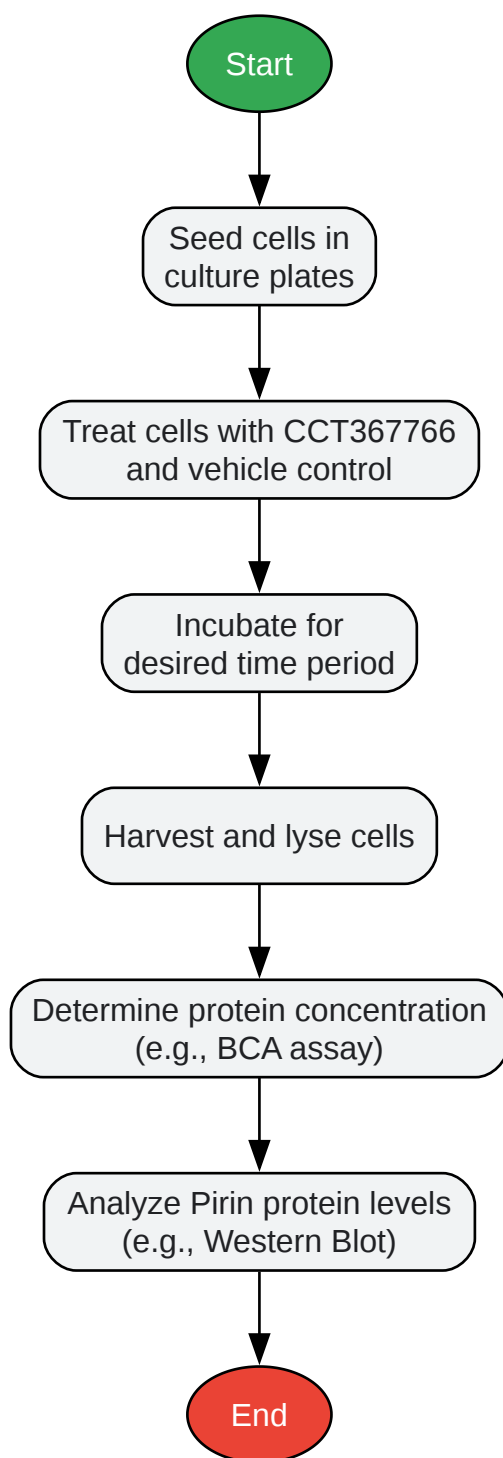 Start
Seed cells in
culture plates
Treat cells with CCT367766
and vehicle control
Incubate for
desired time period
Harvest and lyse cells
Determine protein concentration
(e.g., BCA assay)
Analyze Pirin protein levels
(e.g., Western Blot)
End